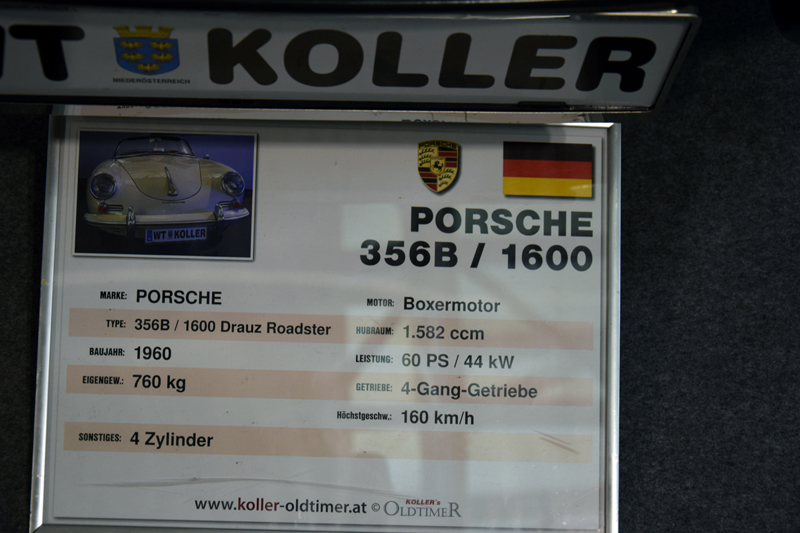 WT KOLLER
NIEDERÖSTERREICH
WT KOLLER
PORSCHE
356B / 1600
MARKE: PORSCHE
TYPE: 356B / 1600 Drauz Roadster
BAUJAHR: 1960
EIGENGEW.: 760 kg
SONSTIGES: 4 Zylinder
MOTOR: Boxermotor
HUBRAUM: 1.582 ccm
LEISTUNG: 60 PS / 44 kW
GETRIEBE: 4-Gang-Getriebe
Höchstgeschw.: 160 km/h
www.koller-oldtimer.at © KOLLER's OLDTIMER